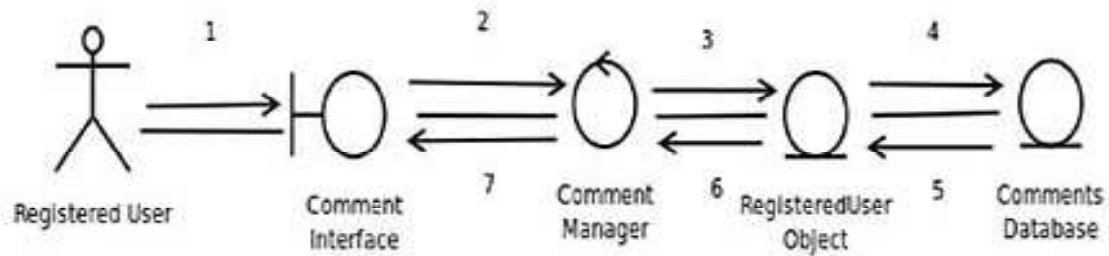 1
2
3
4
7
6
5
Registered User
Comment
Interface
Comment
Manager
RegisteredUser
Object
Comments
Database